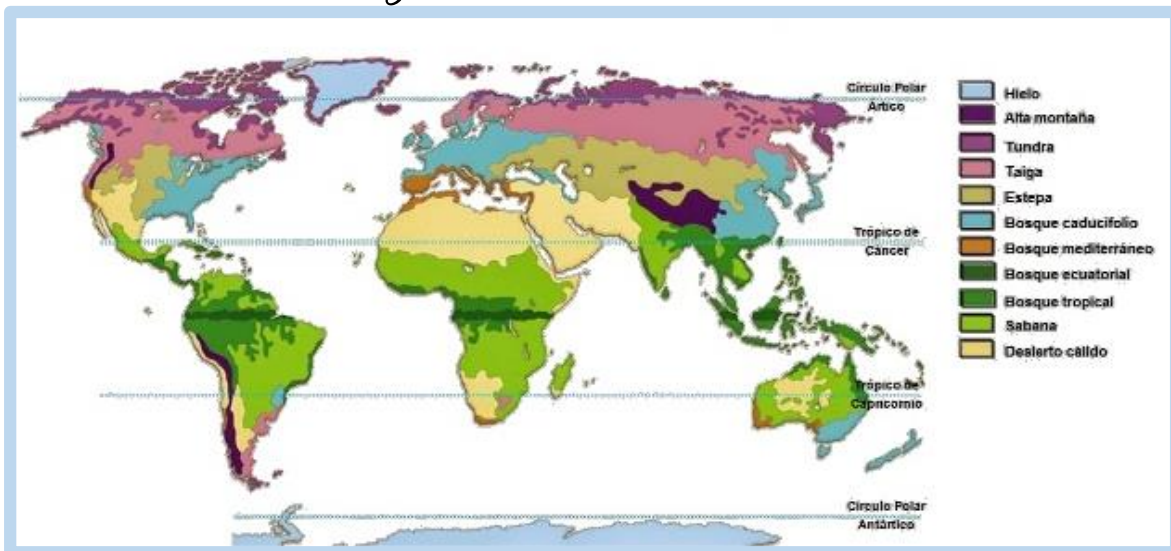 Círculo Polar
Ártico
Trópico de
Cáncer
Trópico de
Capricornio
Círculo Polar
Antártico
Hielo
Alta montaña
Tundra
Taiga
Estepa
Bosque caducifolio
Bosque mediterráneo
Bosque ecuatorial
Bosque tropical
Sabana
Desierto cálido